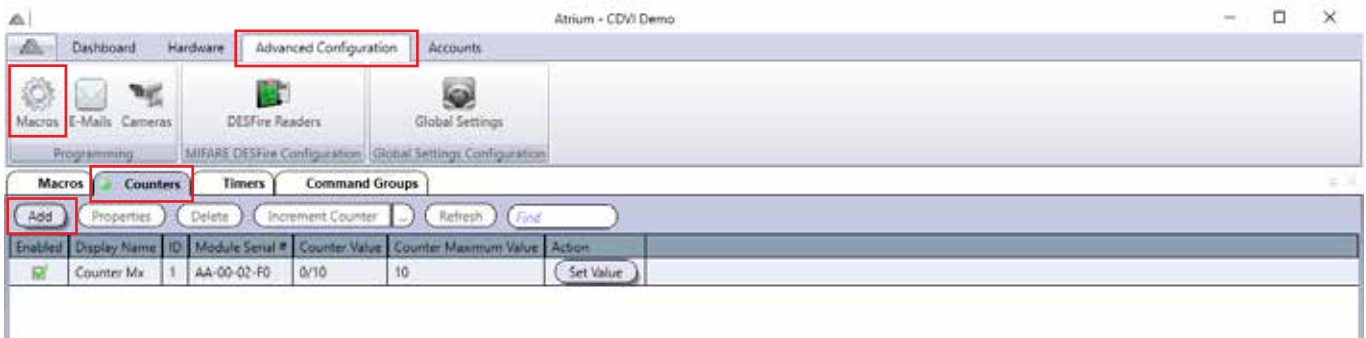 Atrium - CDVI Demo
Dashboard Hardware Advanced Configuration Accounts
Macros E-Mails Cameras DESFire Readers Global Settings
Programming MIFARE DESFire Configuration Global Settings Configuration
Macros Counters Timers Command Groups
Add Properties Delete Increment Counter ... Refresh Find
Enabled Display Name ID Module Serial # Counter Value Counter Maximum Value Action
Counter Mx 1 AA-00-02-F0 0/10 10 Set Value